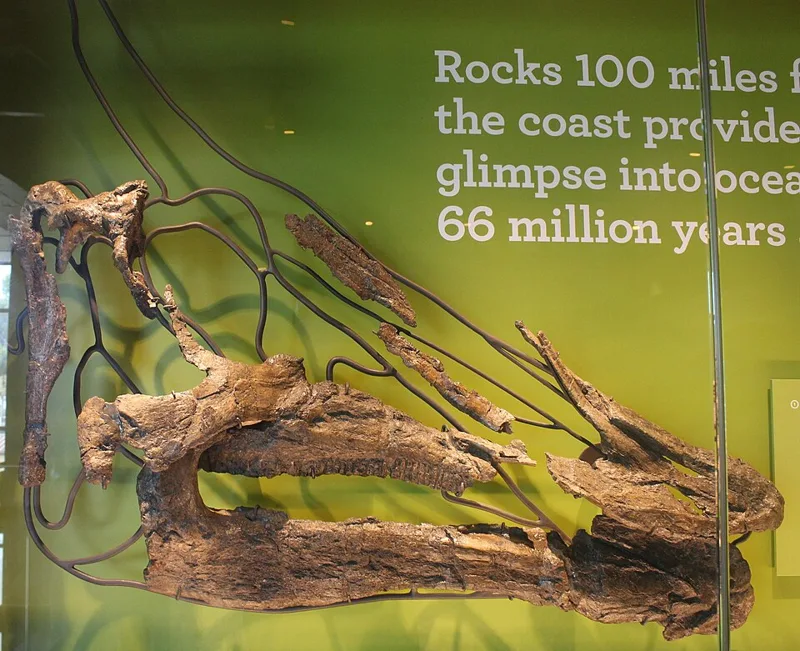 Rocks 100 miles
the coast provide
glimpse into ocea
66 million years